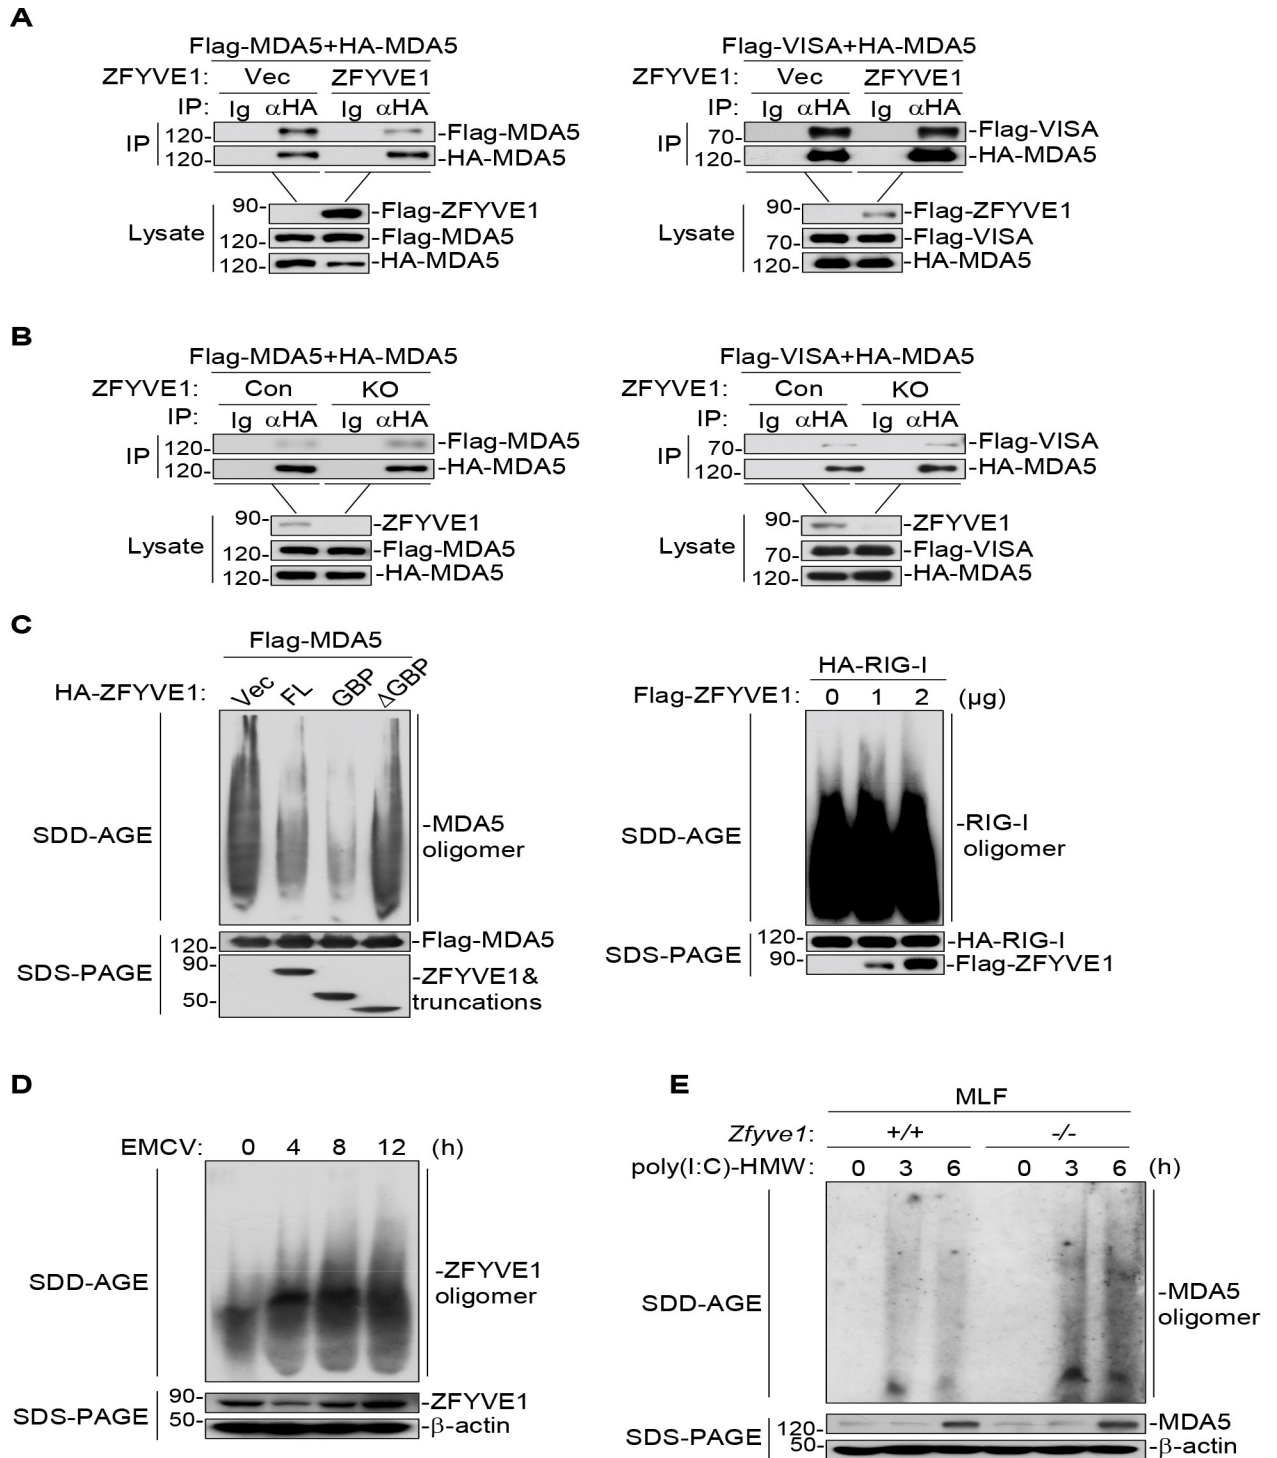 A
Flag-MDA5+HA-MDA5
ZFYVE1: Vec ZFYVE1
IP: Ig αHA Ig αHA
IP
120- -Flag-MDA5
120- -HA-MDA5
Lysate
90- -Flag-ZFYVE1
120- -Flag-MDA5
120- -HA-MDA5
Flag-VISA+HA-MDA5
ZFYVE1: Vec ZFYVE1
IP: Ig αHA Ig αHA
IP
70- -Flag-VISA
120- -HA-MDA5
Lysate
90- -Flag-ZFYVE1
70- -Flag-VISA
120- -HA-MDA5
B
Flag-MDA5+HA-MDA5
ZFYVE1: Con KO
IP: Ig αHA Ig αHA
IP
120- -Flag-MDA5
120- -HA-MDA5
Lysate
90- -ZFYVE1
120- -Flag-MDA5
120- -HA-MDA5
Flag-VISA+HA-MDA5
ZFYVE1: Con KO
IP: Ig αHA Ig αHA
IP
70- -Flag-VISA
120- -HA-MDA5
Lysate
90- -ZFYVE1
70- -Flag-VISA
120- -HA-MDA5
C
Flag-MDA5
HA-ZFYVE1: Vec FL GBP ΔGBP
SDD-AGE
-MDA5
oligomer
SDS-PAGE
120- -Flag-MDA5
90-
-ZFYVE1&
50- truncations
HA-RIG-I
Flag-ZFYVE1: 0 1 2 (μg)
SDD-AGE
-RIG-I
oligomer
SDS-PAGE
120- -HA-RIG-I
90- -Flag-ZFYVE1
D
EMCV: 0 4 8 12 (h)
SDD-AGE
-ZFYVE1
oligomer
SDS-PAGE
90- -ZFYVE1
50- -β-actin
E
MLF
Zfyve1: +/+ -/-
poly(I:C)-HMW: 0 3 6 0 3 6 (h)
SDD-AGE
-MDA5
oligomer
SDS-PAGE
120- -MDA5
50- -β-actin